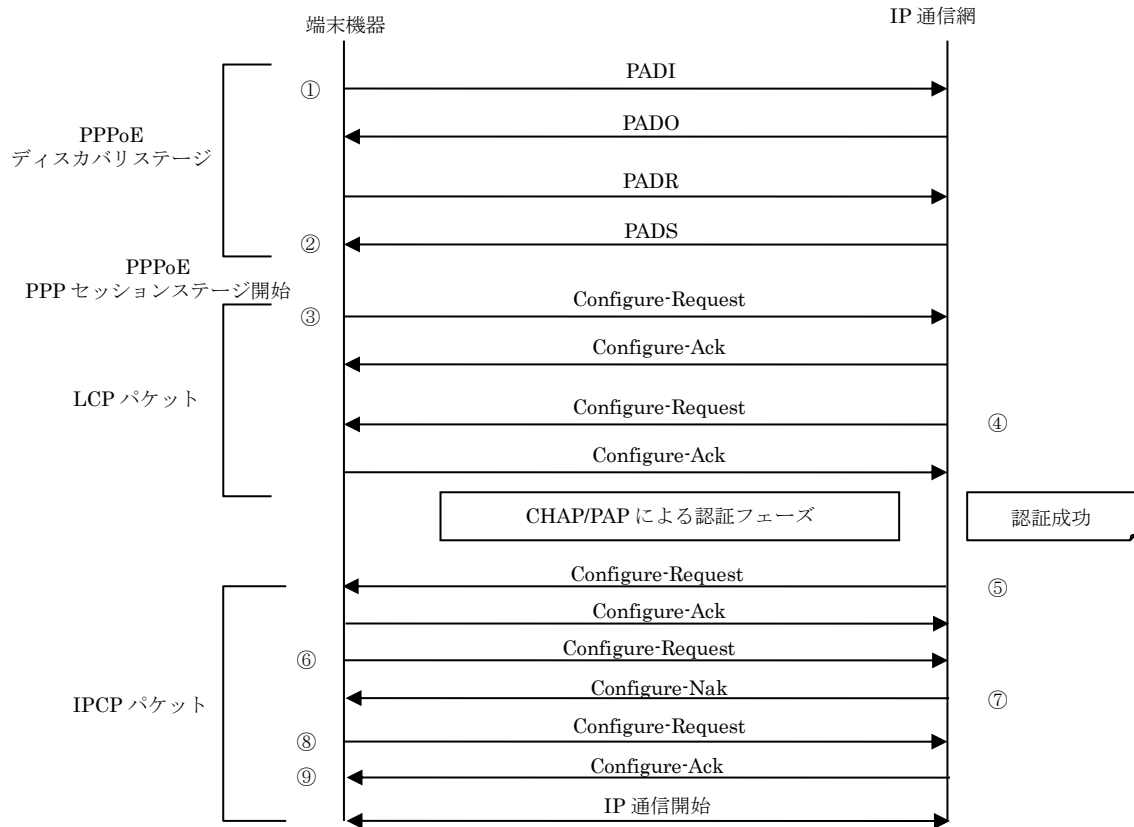 端末機器
IP 通信網
PADI
①
PADO
PPPoE
ディスカバリステージ
PADR
PADS
②
PPPoE
PPP セッションステージ開始
Configure-Request
③
Configure-Ack
LCP パケット
Configure-Request
④
Configure-Ack
CHAP/PAP による認証フェーズ
認証成功
Configure-Request
⑤
Configure-Ack
Configure-Request
⑥
Configure-Nak
⑦
IPCP パケット
Configure-Request
⑧
Configure-Ack
⑨
IP 通信開始